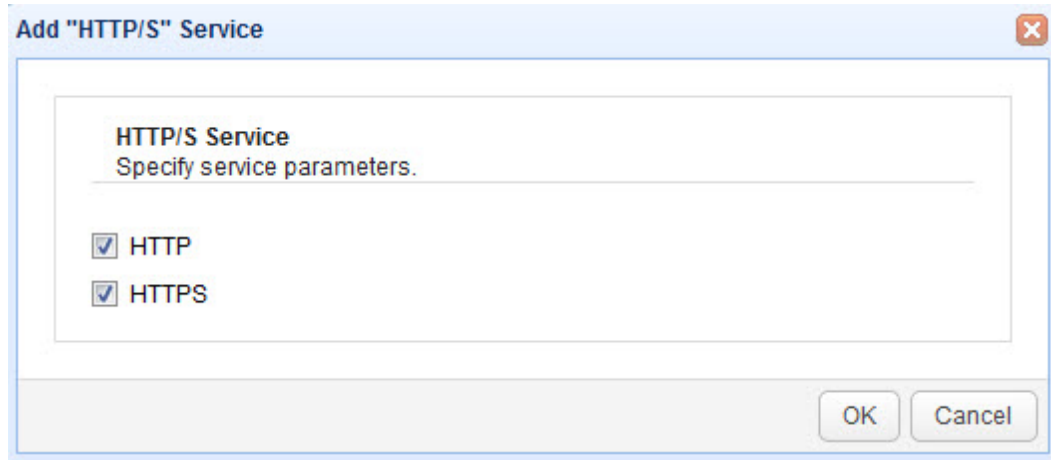 Add "HTTP/S" Service
HTTP/S Service
Specify service parameters.
HTTP
HTTPS
OK Cancel